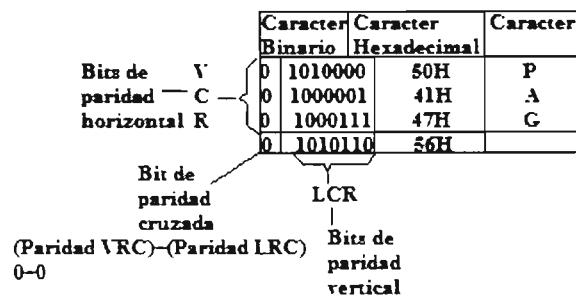 Caracter Binario Caracter Hexadecimal Caracter
Bits de paridad horizontal
V C R
0 1010000 50H P
0 1000001 41H A
0 1000111 47H G
0 1010110 56H
Bit de paridad cruzada
LCR
(Paridad VRC)-(Paridad LRC)
0-0
Bits de paridad vertical